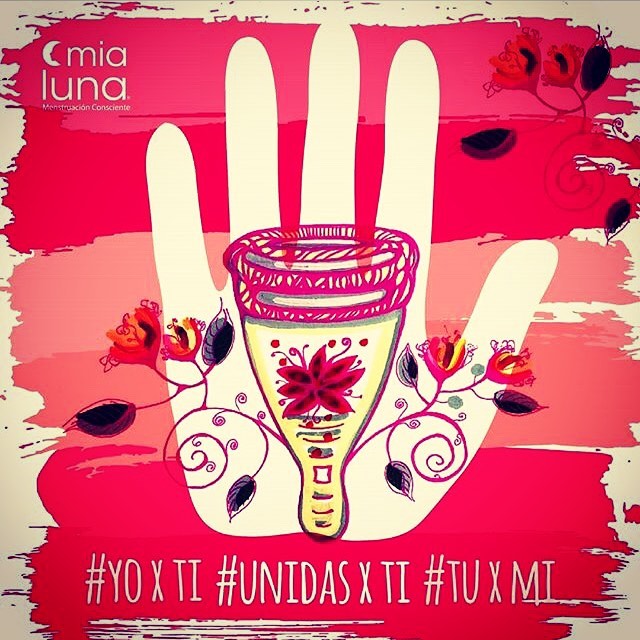 mia
luna®
Menstruación Consciente
#YO X TI #UNIDAS X TI #TU X MI